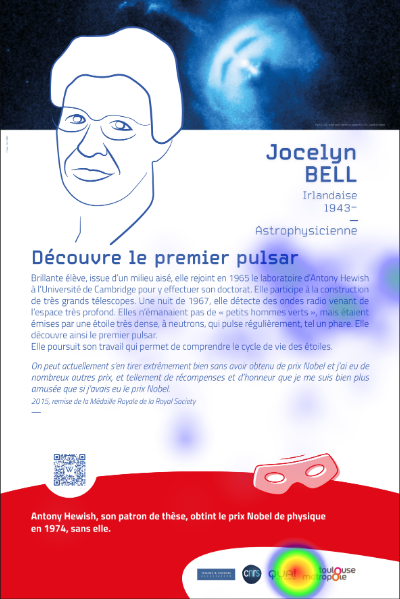 Jocelyn
BELL
Irlandaise
1943–
Astrophysicienne
Découvre le premier pulsar
Brillante élève, issue d'un milieu aisé, elle rejoint en 1965 le laboratoire d'Antony Hewish
à l'Université de Cambridge pour y effectuer son doctorat. Elle participe à la construction
de très grands télescopes. Une nuit de 1967, elle détecte des ondes radio venant de
l'espace très profond. Elles n'émanaient pas de « petits hommes verts », mais étaient
émises par une étoile très dense, à neutrons, qui pulse régulièrement, tel un phare. Elle
découvre ainsi le premier pulsar.
Elle poursuit son travail qui permet de comprendre le cycle de vie des étoiles.
On peut actuellement s'en tirer extrêmement bien sans avoir obtenu de prix Nobel et j'ai eu de
nombreux autres prix, et tellement de récompenses et d'honneur que je me suis bien plus
amusée que si j'avais eu le prix Nobel.
2015, remise de la Médaille Royale de la Royal Society
Antony Hewish, son patron de thèse, obtint le prix Nobel de physique
en 1974, sans elle.
cnrs
toulouse
métropole